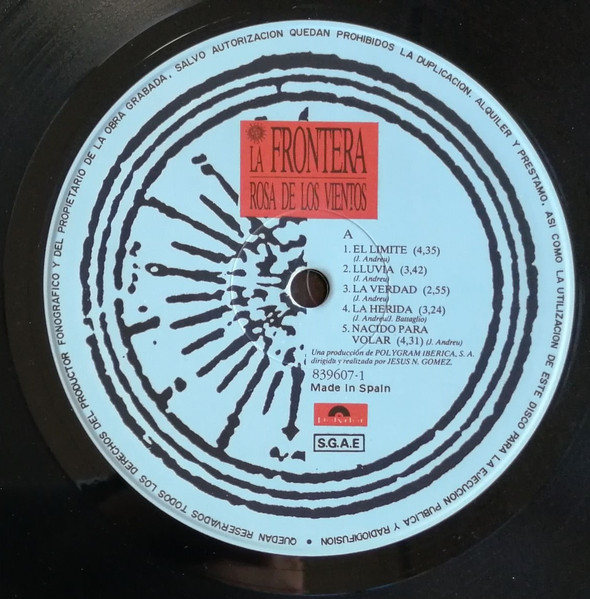 LA FRONTERA
ROSA DE LOS VIENTOS
A
1. EL LIMITE (4,35)
(J. Andreu)
2. LLUVIA (3,42)
(J. Andreu)
3. LA VERDAD (2,55)
(J. Andreu)
4. LA HERIDA (3,24)
(J. Andreu/J. Battaglio)
5. NACIDO PARA
VOLAR (4,31) (J. Andreu)
Una producción de POLYGRAM IBERICA, S. A.
dirigida y realizada por JESUS N. GOMEZ.
839607-1
Made in Spain
S.G.A.E
QUEDAN RESERVADOS TODOS LOS DERECHOS DEL PRODUCTOR FONOGRAFICO Y DEL PROPIETARIO DE LA OBRA GRABADA. SALVO AUTORIZACION QUEDAN PROHIBIDOS LA DUPLICACION. ALQUILER Y PRESTAMO, ASI COMO LA UTILIZACION DE ESTE DISCO PARA LA EJECUCION PUBLICA Y RADIODIFUSION •